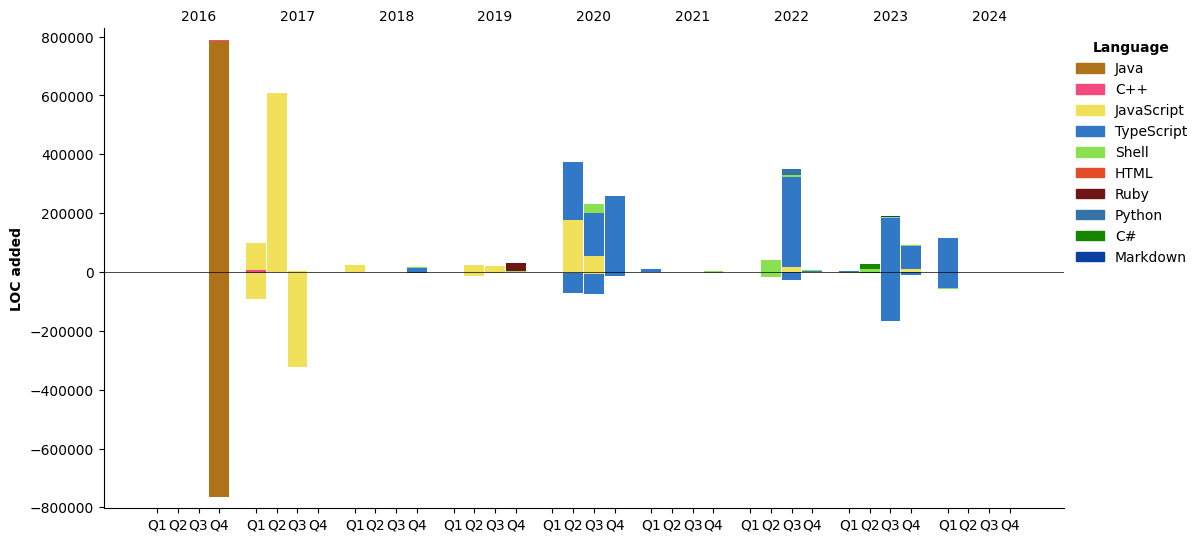 2016 2017 2018 2019 2020 2021 2022 2023 2024
800000
600000
400000
200000
0
−200000
−400000
−600000
−800000
LOC added
Q1 Q2 Q3 Q4 Q1 Q2 Q3 Q4 Q1 Q2 Q3 Q4 Q1 Q2 Q3 Q4 Q1 Q2 Q3 Q4 Q1 Q2 Q3 Q4 Q1 Q2 Q3 Q4 Q1 Q2 Q3 Q4 Q1 Q2 Q3 Q4
Language
Java
C++
JavaScript
TypeScript
Shell
HTML
Ruby
Python
C#
Markdown